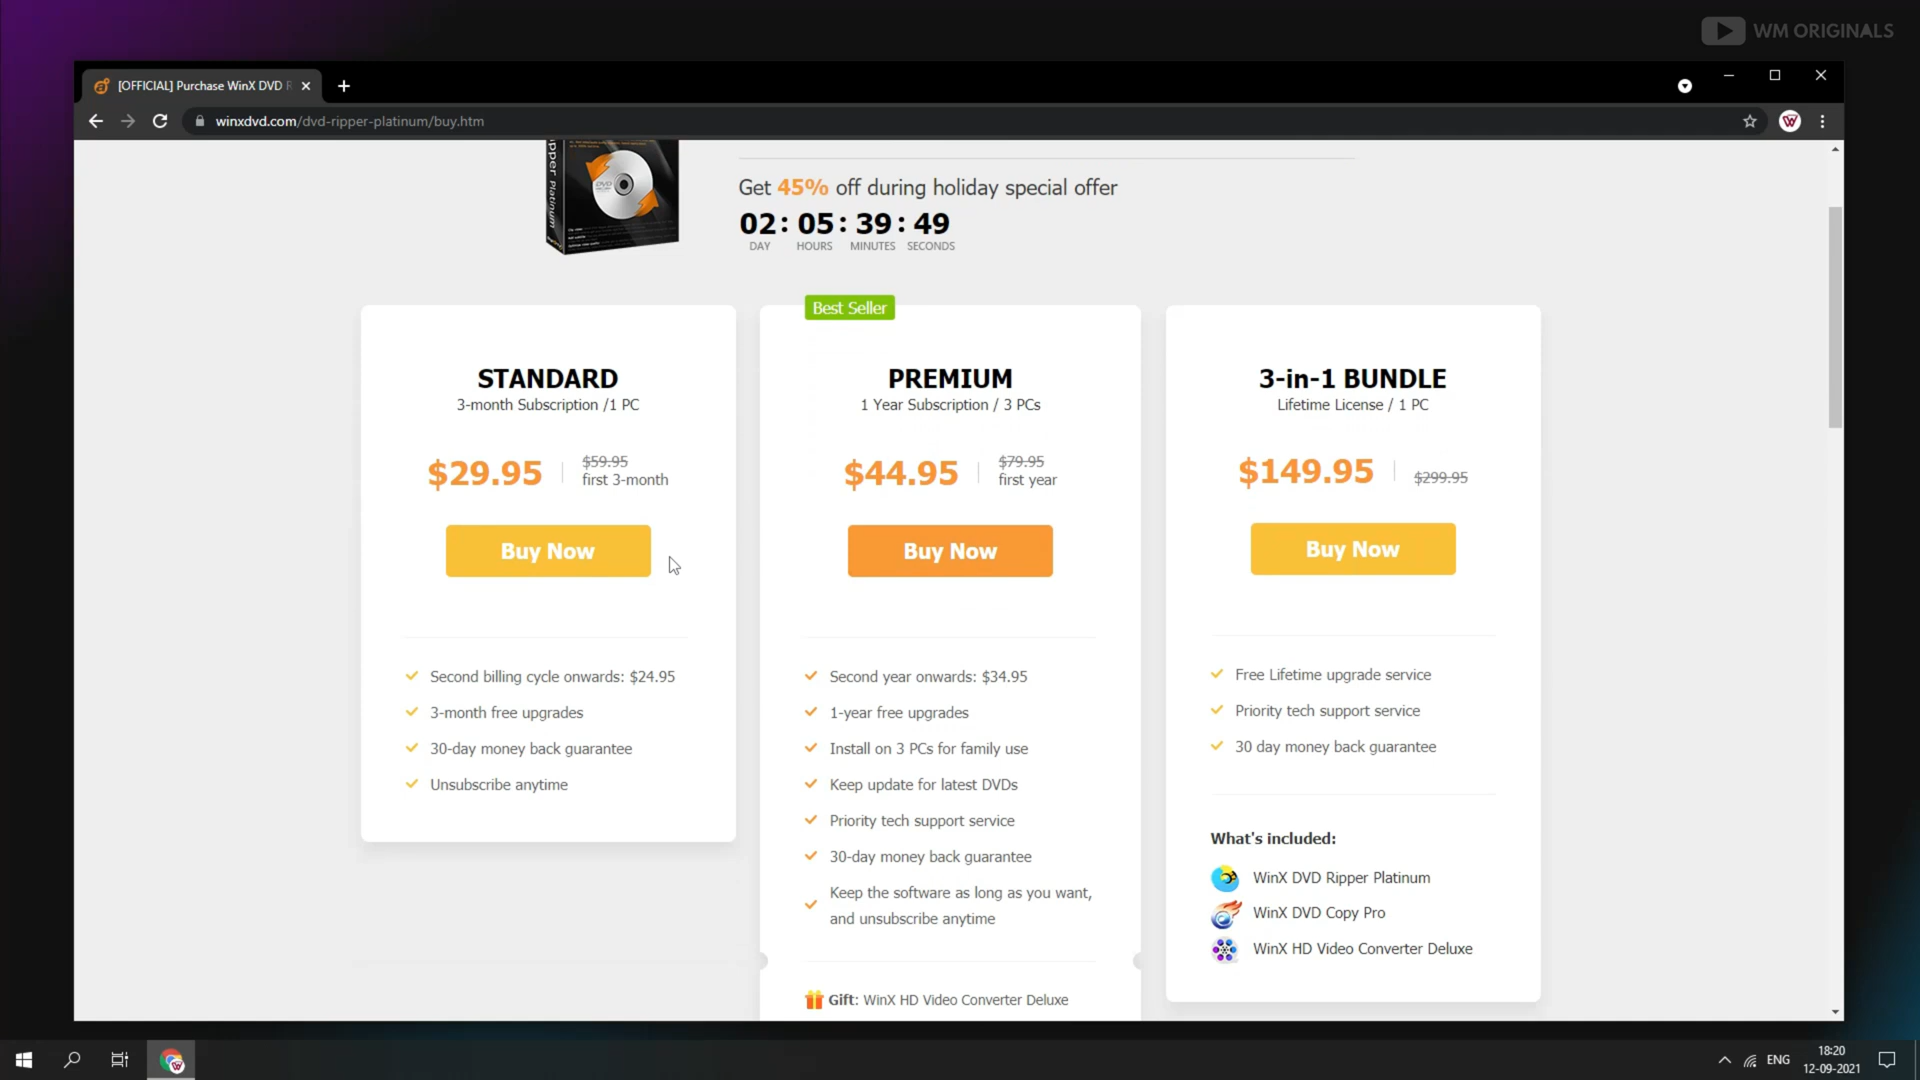 WM ORIGINALS
[OFFICIAL] Purchase WinX DVD R
winxdvd.com/dvd-ripper-platinum/buy.htm
Get 45% off during holiday special offer
02 : 05 : 39 : 49
DAY HOURS MINUTES SECONDS
Best Seller
STANDARD
3-month Subscription /1 PC
$29.95
$59.95
first 3-month
Buy Now
Second billing cycle onwards: $24.95
3-month free upgrades
30-day money back guarantee
Unsubscribe anytime
PREMIUM
1 Year Subscription / 3 PCs
$44.95
$79.95
first year
Buy Now
Second year onwards: $34.95
1-year free upgrades
Install on 3 PCs for family use
Keep update for latest DVDs
Priority tech support service
30-day money back guarantee
Keep the software as long as you want,
and unsubscribe anytime
Gift: WinX HD Video Converter Deluxe
3-in-1 BUNDLE
Lifetime License / 1 PC
$149.95
$299.95
Buy Now
Free Lifetime upgrade service
Priority tech support service
30 day money back guarantee
What's included:
WinX DVD Ripper Platinum
WinX DVD Copy Pro
WinX HD Video Converter Deluxe
ENG
18:20
12-09-2021